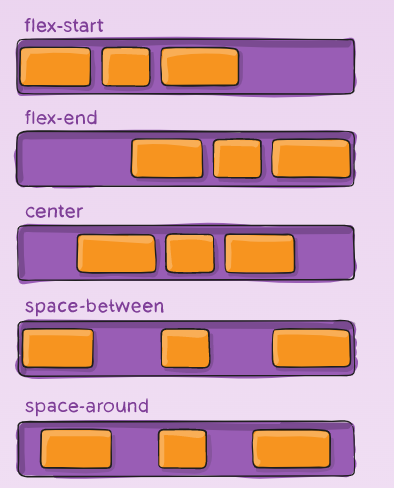 flex-start
flex-end
center
space-between
space-around